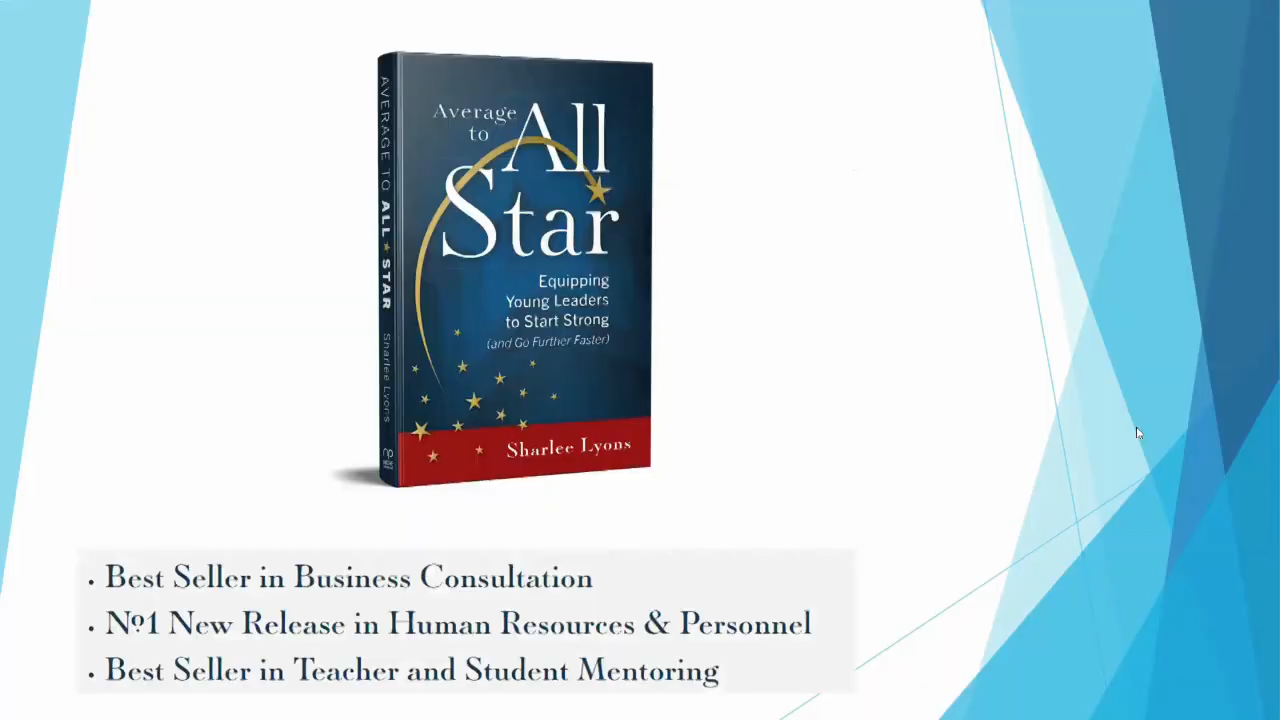 AVERAGE TO ALL STAR Sharlee Lyons
Average
to All
Star
Equipping
Young Leaders
to Start Strong
(and Go Further Faster)
Sharlee Lyons
• Best Seller in Business Consultation
• Nº1 New Release in Human Resources & Personnel
• Best Seller in Teacher and Student Mentoring